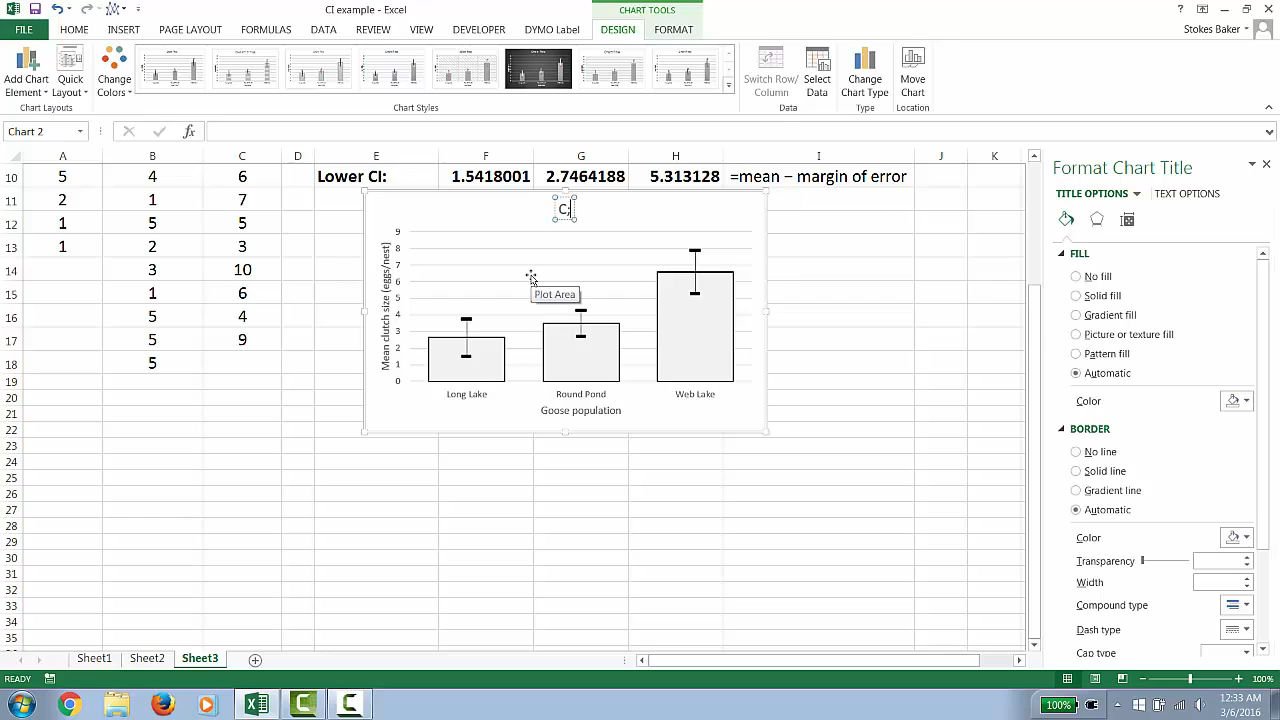 CI example - Excel
CHART TOOLS
? 
FILE HOME INSERT PAGE LAYOUT FORMULAS DATA REVIEW VIEW DEVELOPER DYMO Label DESIGN FORMAT Stokes Baker
Add Chart Element Quick Layout Change Colors Switch Row/ Column Select Data Change Chart Type Move Chart
Chart Layouts Chart Styles Data Type Location
Chart 2 fx
A B C D E F G H I J K
10 5 4 6 Lower CI: 1.5418001 2.7464188 5.313128 =mean − margin of error
11 2 1 7
12 1 5 5
13 1 2 3
14 3 10
15 1 6
16 5 4
17 5 9
18 5
19
20
21
22
23
24
25
26
27
28
29
30
31
32
33
34
35
C;
9
8
7
6
5
4
3
2
1
0
Mean clutch size (eggs/nest)
Plot Area
Long Lake Round Pond Web Lake
Goose population
Format Chart Title
TITLE OPTIONS TEXT OPTIONS
FILL
No fill
Solid fill
Gradient fill
Picture or texture fill
Pattern fill
Automatic
Color
BORDER
No line
Solid line
Gradient line
Automatic
Color
Transparency
Width
Compound type
Dash type
Cap type
Sheet1 Sheet2 Sheet3
READY 100%
100% 12:33 AM
3/6/2016